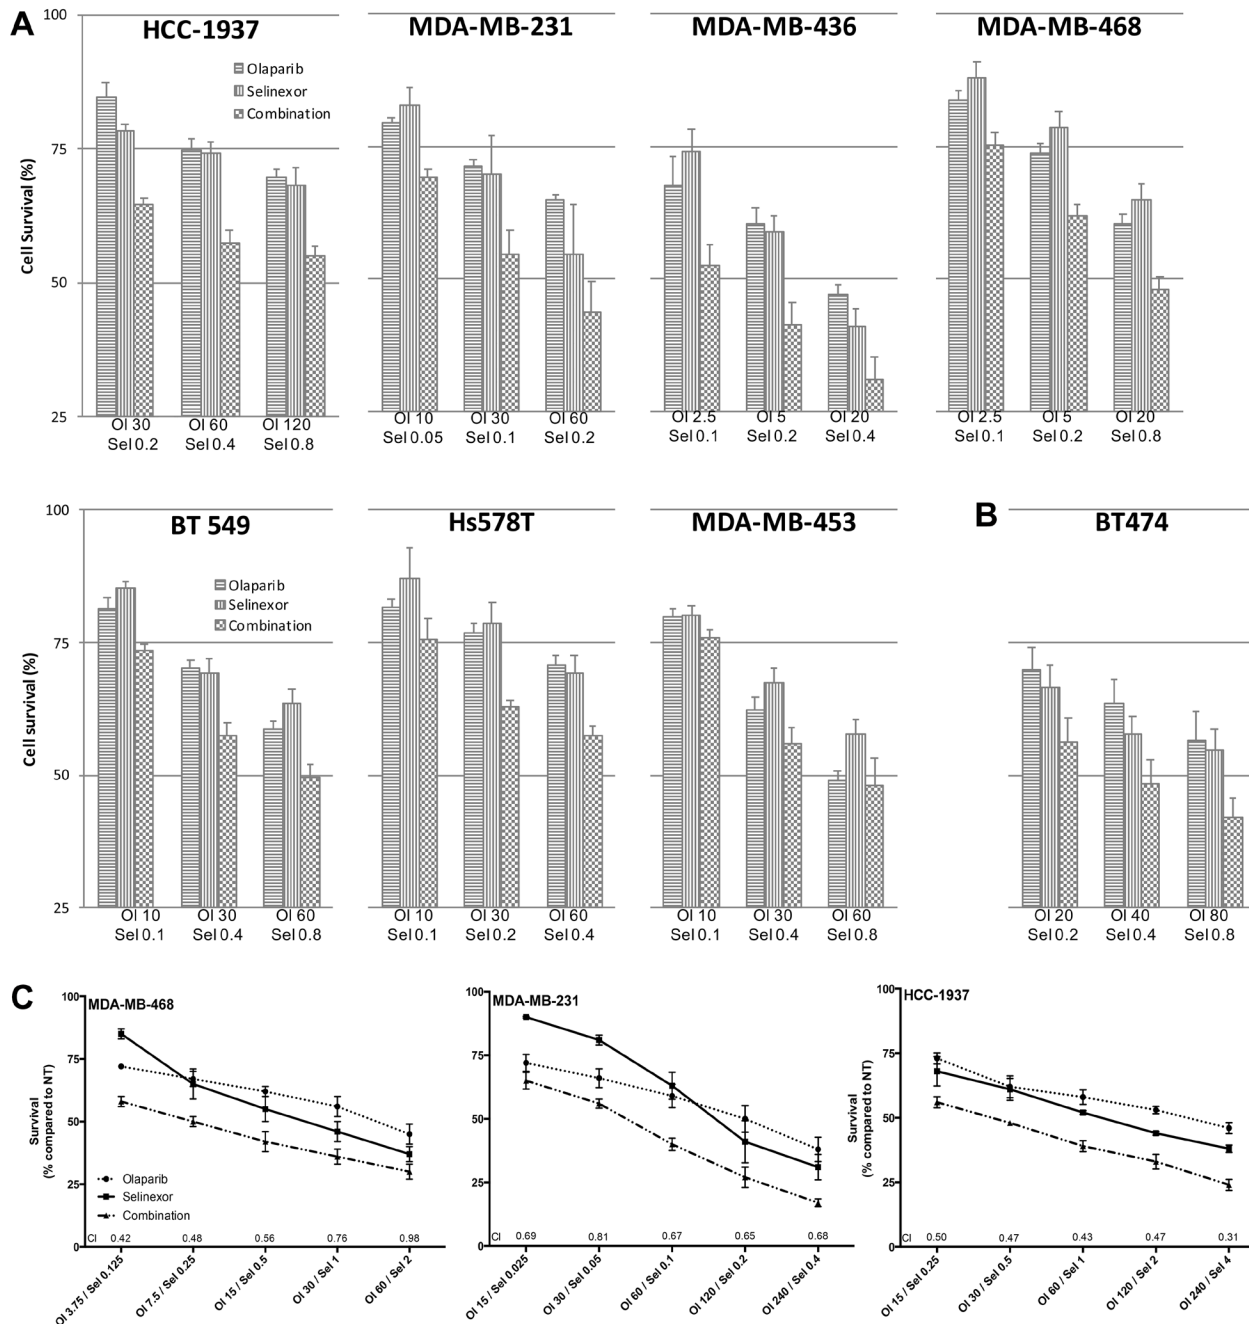 A
HCC-1937
MDA-MB-231
MDA-MB-436
MDA-MB-468
100
75
50
25
Cell Survival (%)
Olaparib
Selinexor
Combination
Ol 30
Ol 60
Ol 120
Sel 0.2
Sel 0.4
Sel 0.8
Ol 10
Ol 30
Ol 60
Sel 0.05
Sel 0.1
Sel 0.2
Ol 2.5
Ol 5
Ol 20
Sel 0.1
Sel 0.2
Sel 0.4
Ol 2.5
Ol 5
Ol 20
Sel 0.1
Sel 0.2
Sel 0.8
BT 549
Hs578T
MDA-MB-453
B
BT474
100
75
50
25
Cell survival (%)
Olaparib
Selinexor
Combination
Ol 10
Ol 30
Ol 60
Sel 0.1
Sel 0.4
Sel 0.8
Ol 10
Ol 30
Ol 60
Sel 0.1
Sel 0.2
Sel 0.4
Ol 10
Ol 30
Ol 60
Sel 0.1
Sel 0.4
Sel 0.8
Ol 20
Ol 40
Ol 80
Sel 0.2
Sel 0.4
Sel 0.8
C
MDA-MB-468
100
75
50
25
0
Survival
(% compared to NT)
Olaparib
Selinexor
Combination
CI 0.42 0.48 0.56 0.76 0.98
Ol 3.75 / Sel 0.125
Ol 7.5 / Sel 0.25
Ol 15 / Sel 0.5
Ol 30 / Sel 1
Ol 60 / Sel 2
MDA-MB-231
100
75
50
25
0
Survival
(% compared to NT)
CI 0.69 0.81 0.67 0.65 0.68
Ol 15 / Sel 0.025
Ol 30 / Sel 0.05
Ol 60 / Sel 0.1
Ol 120 / Sel 0.2
Ol 240 / Sel 0.4
HCC-1937
100
75
50
25
0
Survival
(% compared to NT)
CI 0.50 0.47 0.43 0.47 0.31
Ol 15 / Sel 0.25
Ol 30 / Sel 0.5
Ol 60 / Sel 1
Ol 120 / Sel 2
Ol 240 / Sel 4